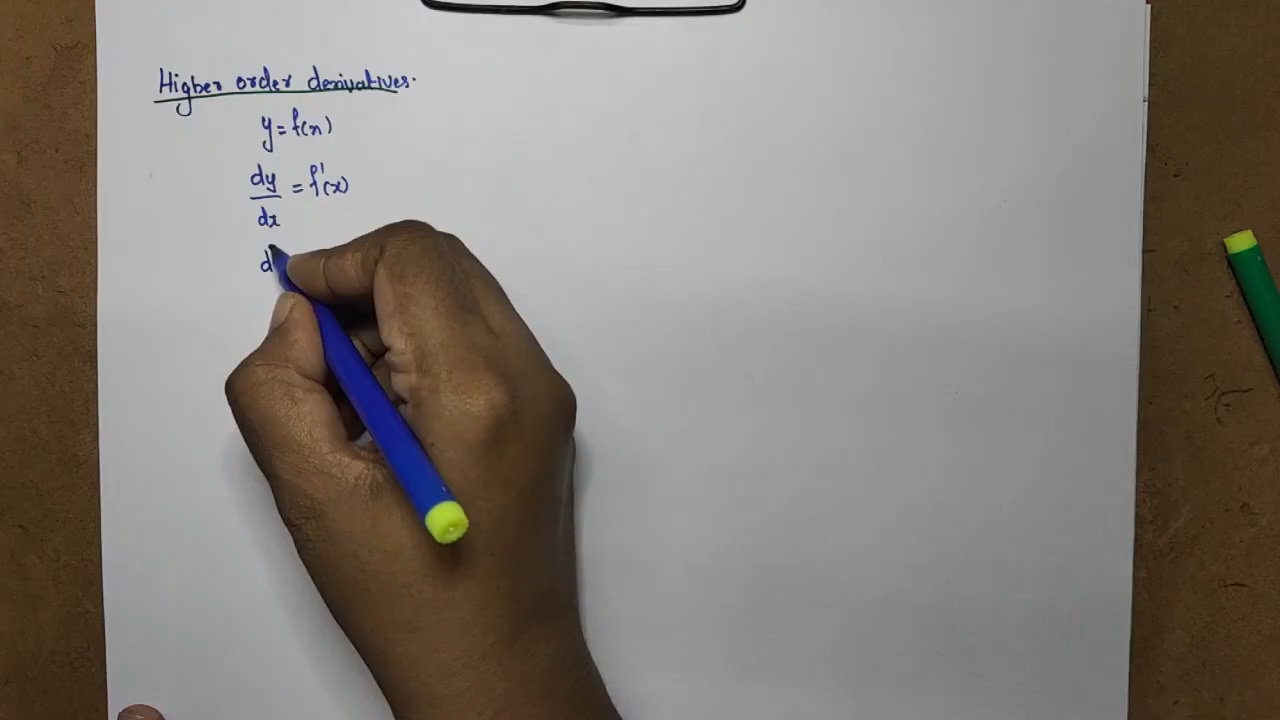 Higher order derivatives.
y = f(x)
dy/dx = f'(x)
d